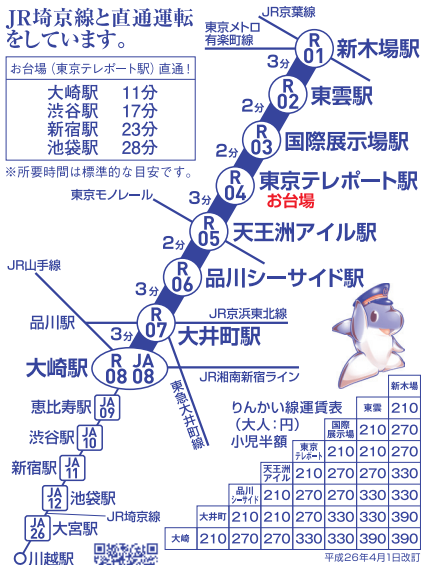 JR埼京線と直通運転
をしています。
お台場（東京テレポート駅）直通！
大崎駅 11分
渋谷駅 17分
新宿駅 23分
池袋駅 28分
※所要時間は標準的な目安です。
JR京葉線
東京メトロ
有楽町線
R
01
新木場駅
3分
R
02
東雲駅
2分
R
03
国際展示場駅
2分
R
04
東京テレポート駅
お台場
3分
東京モノレール
R
05
天王洲アイル駅
2分
R
06
品川シーサイド駅
3分
JR山手線
品川駅
R
07
JR京浜東北線
大井町駅
3分
東急大井町線
大崎駅
R
08
JA
08
JR湘南新宿ライン
恵比寿駅
JA
09
渋谷駅
JA
10
新宿駅
JA
11
JA
12
池袋駅
JR埼京線
JA
26
大宮駅
川越駅
りんかい線運賃表
（大人：円）
小児半額
新木場
東雲 210
国際
展示場 210 270
東京
テレポート 210 210 270
天王洲
アイル 210 270 270 330
品川
シーサイド 210 270 270 330 330
大井町 210 210 270 330 330 390
大崎 210 270 270 330 330 390 390
平成26年4月1日改訂